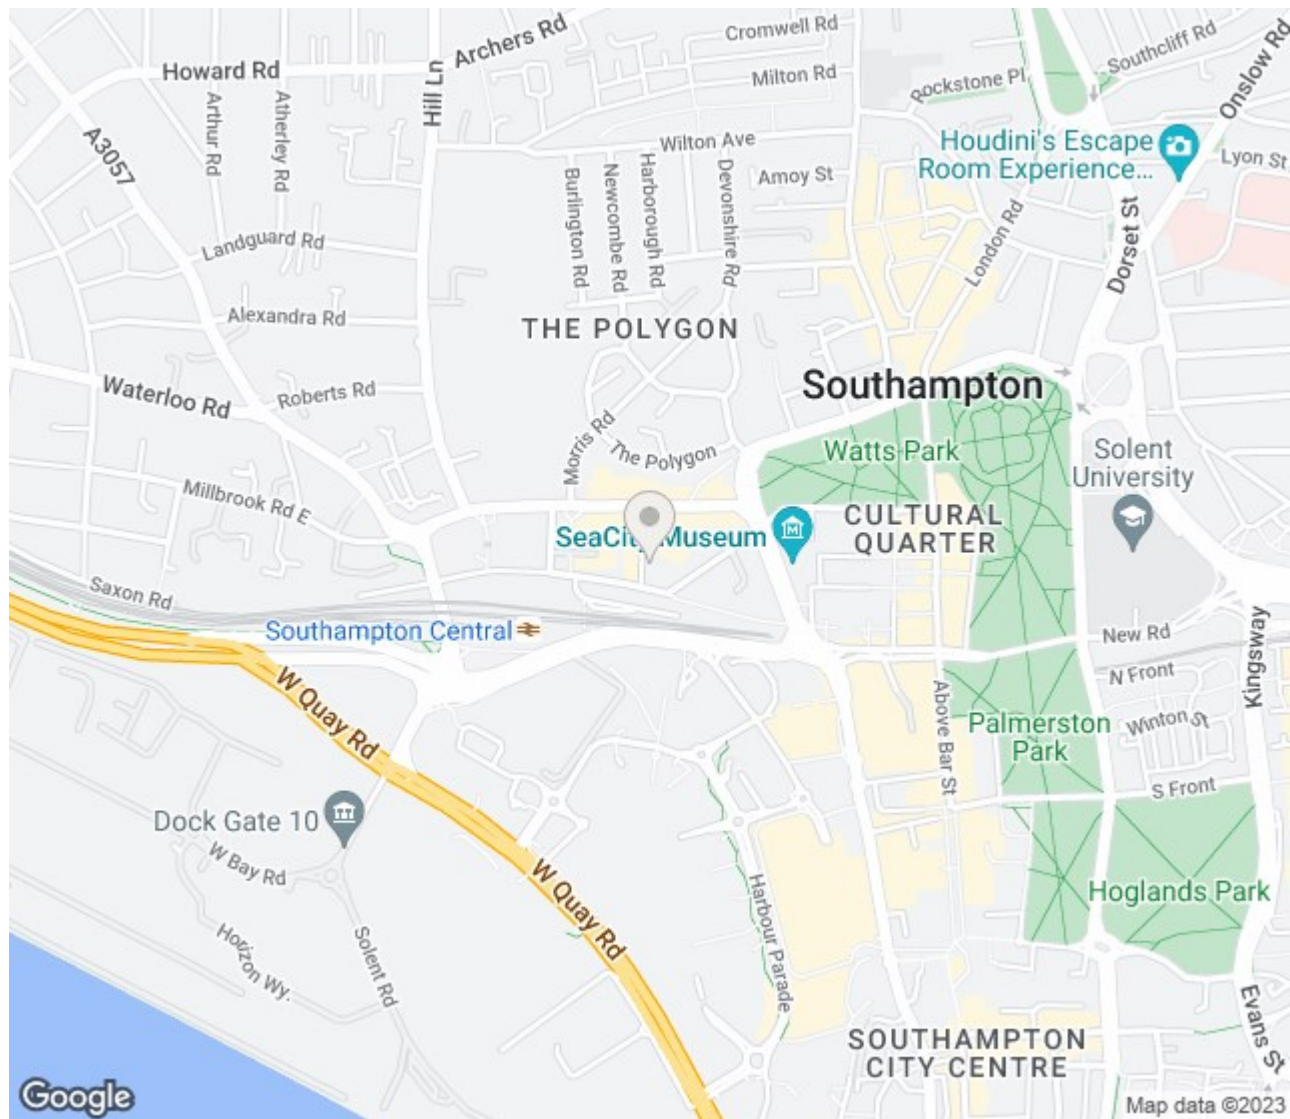 Cromwell Rd
Archers Rd
Southcliff Rd
Howard Rd
Milton Rd
Rockstone Pl
Onslow Rd
Hill Ln
Arthur Rd
Atherley Rd
A3057
Wilton Ave
Houdini's Escape
Room Experience...
Lyon St
Amoy St
Burlington Rd
Newcombe Rd
Harborough Rd
Devonshire Rd
London Rd
Dorset St
Landguard Rd
Alexandra Rd
THE POLYGON
Waterloo Rd
Roberts Rd
Southampton
Morris Rd
The Polygon
Watts Park
Solent
University
Millbrook Rd E
SeaCity Museum
CULTURAL
QUARTER
Saxon Rd
Southampton Central
New Rd
Kingsway
N Front
W Quay Rd
Above Bar St
Palmerston
Park
Winton St
S Front
Dock Gate 10
W Bay Rd
W Quay Rd
Harbour Parade
Hoglands Park
Horizon Wy.
Solent Rd
Evans St
SOUTHAMPTON
CITY CENTRE
Google
Map data ©2023